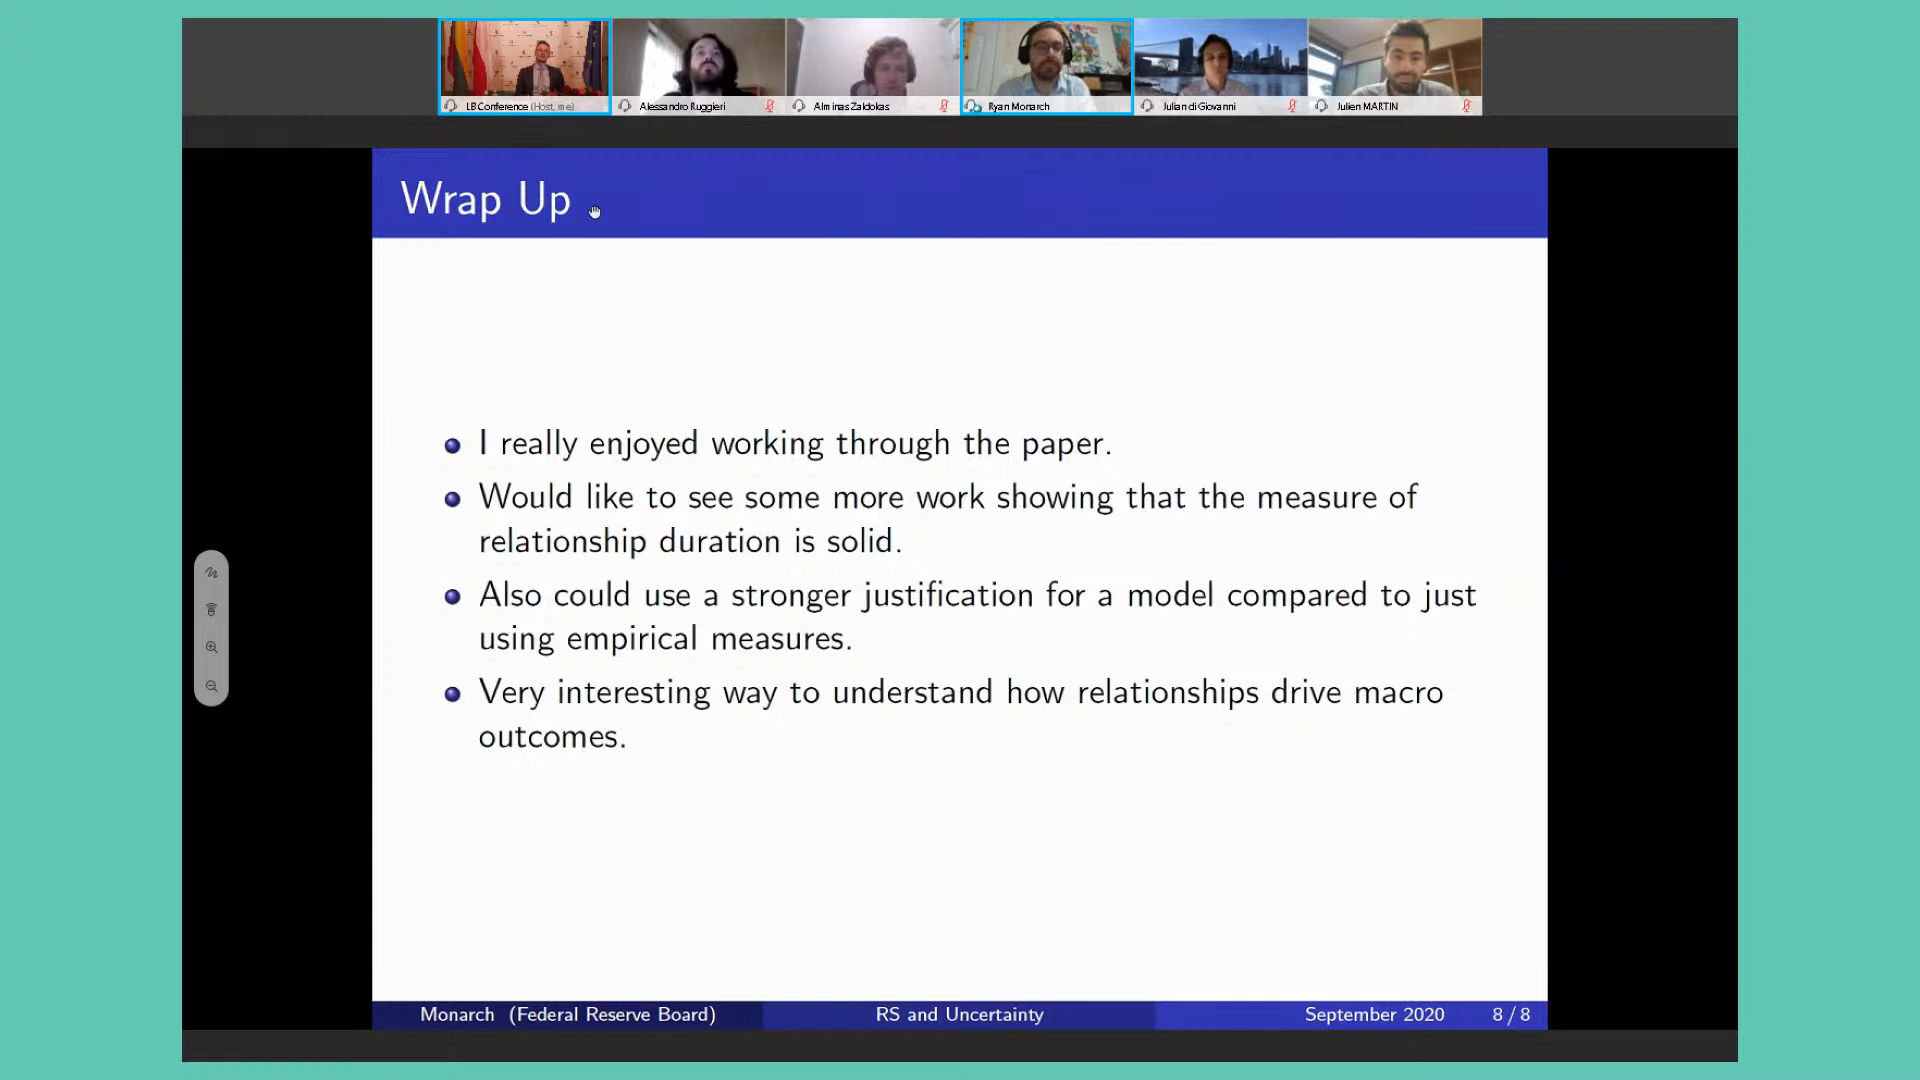 LB Conference (Host, me)
Alessandro Ruggieri
Alminas Zaldokas
Ryan Monarch
Julian di Giovanni
Julien MARTIN
Wrap Up
I really enjoyed working through the paper.
Would like to see some more work showing that the measure of
relationship duration is solid.
Also could use a stronger justification for a model compared to just
using empirical measures.
Very interesting way to understand how relationships drive macro
outcomes.
Monarch (Federal Reserve Board)
RS and Uncertainty
September 2020
8 / 8